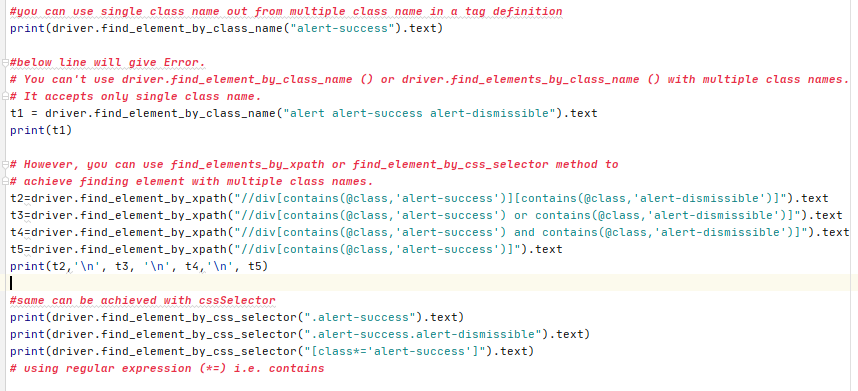 #you can use single class name out from multiple class name in a tag definition
print(driver.find_element_by_class_name("alert-success").text)
#below line will give Error.
# You can't use driver.find_element_by_class_name () or driver.find_elements_by_class_name () with multiple class names.
# It accepts only single class name.
t1 = driver.find_element_by_class_name("alert alert-success alert-dismissible").text
print(t1)
# However, you can use find_elements_by_xpath or find_element_by_css_selector method to
# achieve finding element with multiple class names.
t2=driver.find_element_by_xpath("//div[contains(@class,'alert-success')][contains(@class,'alert-dismissible')]").text
t3=driver.find_element_by_xpath("//div[contains(@class,'alert-success') or contains(@class,'alert-dismissible')]").text
t4=driver.find_element_by_xpath("//div[contains(@class,'alert-success') and contains(@class,'alert-dismissible')]").text
t5=driver.find_element_by_xpath("//div[contains(@class,'alert-success')]").text
print(t2,'\n', t3, '\n', t4,'\n', t5)
#same can be achieved with cssSelector
print(driver.find_element_by_css_selector(".alert-success").text)
print(driver.find_element_by_css_selector(".alert-success.alert-dismissible").text)
print(driver.find_element_by_css_selector("[class*='alert-success']").text)
# using regular expression (*=) i.e. contains